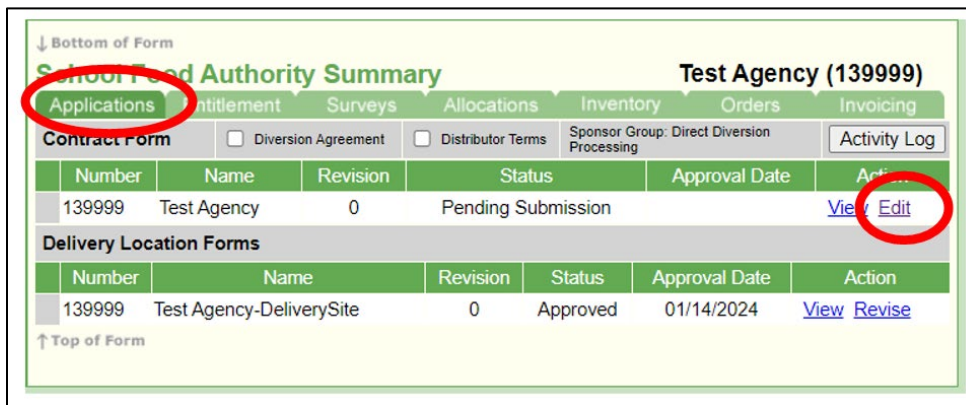 ↓ Bottom of Form
School Food Authority Summary Test Agency (139999)
Applications Entitlement Surveys Allocations Inventory Orders Invoicing
Contract Form Diversion Agreement Distributor Terms Sponsor Group: Direct Diversion Processing Activity Log
Number Name Revision Status Approval Date Action
139999 Test Agency 0 Pending Submission View Edit
Delivery Location Forms
Number Name Revision Status Approval Date Action
139999 Test Agency-DeliverySite 0 Approved 01/14/2024 View Revise
↑ Top of Form